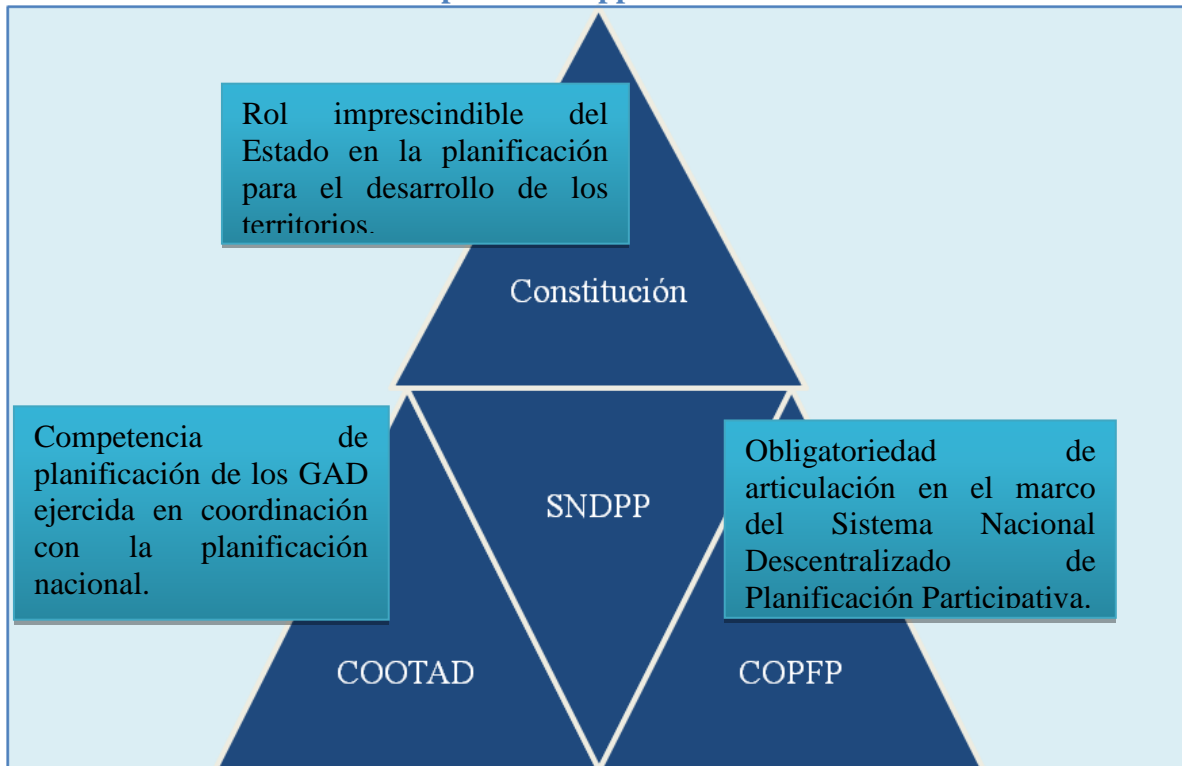 Rol imprescindible del
Estado en la planificación
para el desarrollo de los
territorios.
Constitución
Competencia de
planificación de los GAD
ejercida en coordinación
con la planificación
nacional.
SNDPP
Obligatoriedad de
articulación en el marco
del Sistema Nacional
Descentralizado de
Planificación Participativa.
COOTAD
COPFP